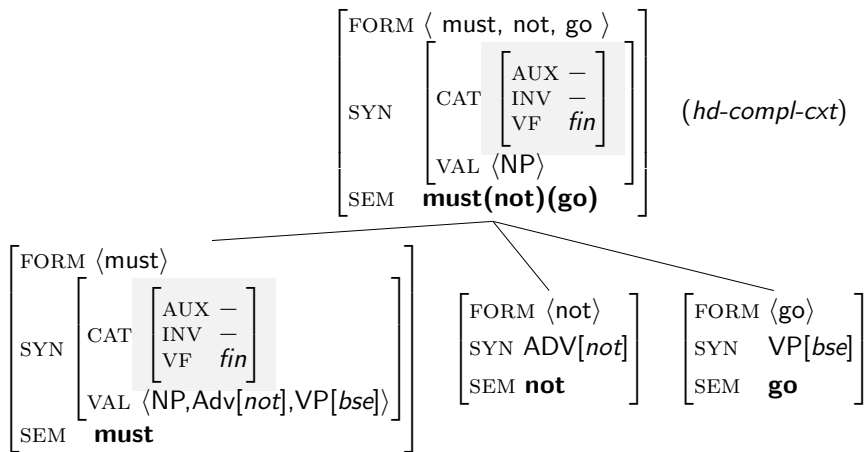 FORM ⟨ must, not, go ⟩
AUX −
INV −
VF fin
SYN CAT
VAL ⟨NP⟩
SEM must(not)(go)
(hd-compl-cxt)
FORM ⟨must⟩
AUX −
INV −
VF fin
SYN CAT
VAL ⟨NP,Adv[not],VP[bse]⟩
SEM must
FORM ⟨not⟩
SYN ADV[not]
SEM not
FORM ⟨go⟩
SYN VP[bse]
SEM go